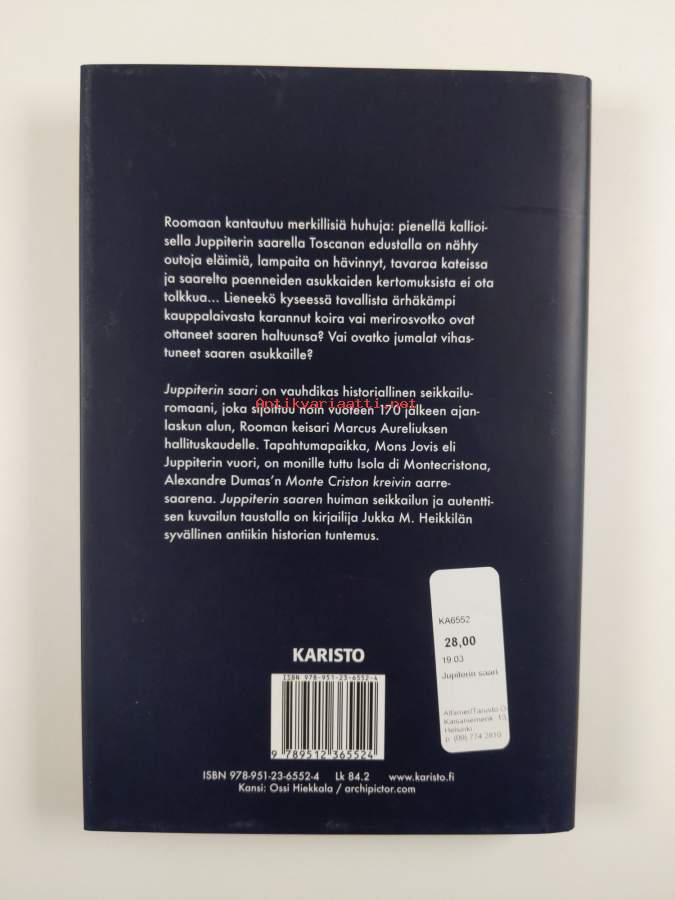 Roomaan kantautuu merkillisiä huhuja: pienellä kallioi-
sella Juppiterin saarella Toscanan edustalla on nähty
outoja eläimiä, lampaita on hävinnyt, tavaraa kateissa
ja saarelta paenneiden asukkaiden kertomuksista ei ota
tolkkua... Lieneekö kyseessä tavallista ärhäkämpi
kauppalaivasta karannut koira vai merirosvotko ovat
ottaneet saaren haltuunsa? Vai ovatko jumalat vihas-
tuneet saaren asukkaille?
Juppiterin saari on vauhdikas historiallinen seikkailu-
Antikvariaatti.net
romaani, joka sijoittuu noin vuoteen 170 jälkeen ajan-
laskun alun, Rooman keisari Marcus Aureliuksen
hallituskaudelle. Tapahtumapaikka, Mons Jovis eli
Juppiterin vuori, on monille tuttu Isola di Montecristona,
Alexandre Dumas'n Monte Criston kreivin aarre-
saarena. Juppiterin saaren huiman seikkailun ja autentti-
sen kuvailun taustalla on kirjailija Jukka M. Heikkilän
syvällinen antiikin historian tuntemus.
KA6552
28,00
19 03
Jupiterin saari
Helsinki
p. (09) 774 2810
KARISTO
ISBN 978-951-23-6552-4
9 789512 365524
ISBN 978-951-23-6552-4 Lk 84.2 www.karisto.fi
Kansi: Ossi Hiekkala / archipictor.com